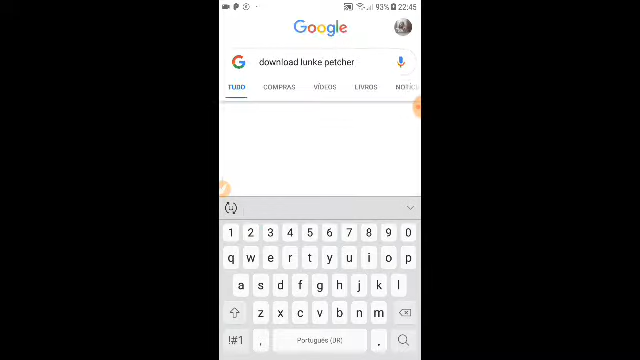 93% 22:45
Google
download lunke petcher
TUDO COMPRAS VÍDEOS LIVROS NOTÍC
1 2 3 4 5 6 7 8 9 0
q w e r t y u i o p
a s d f g h j k l
z x c v b n m
!#1 , Português (BR) .